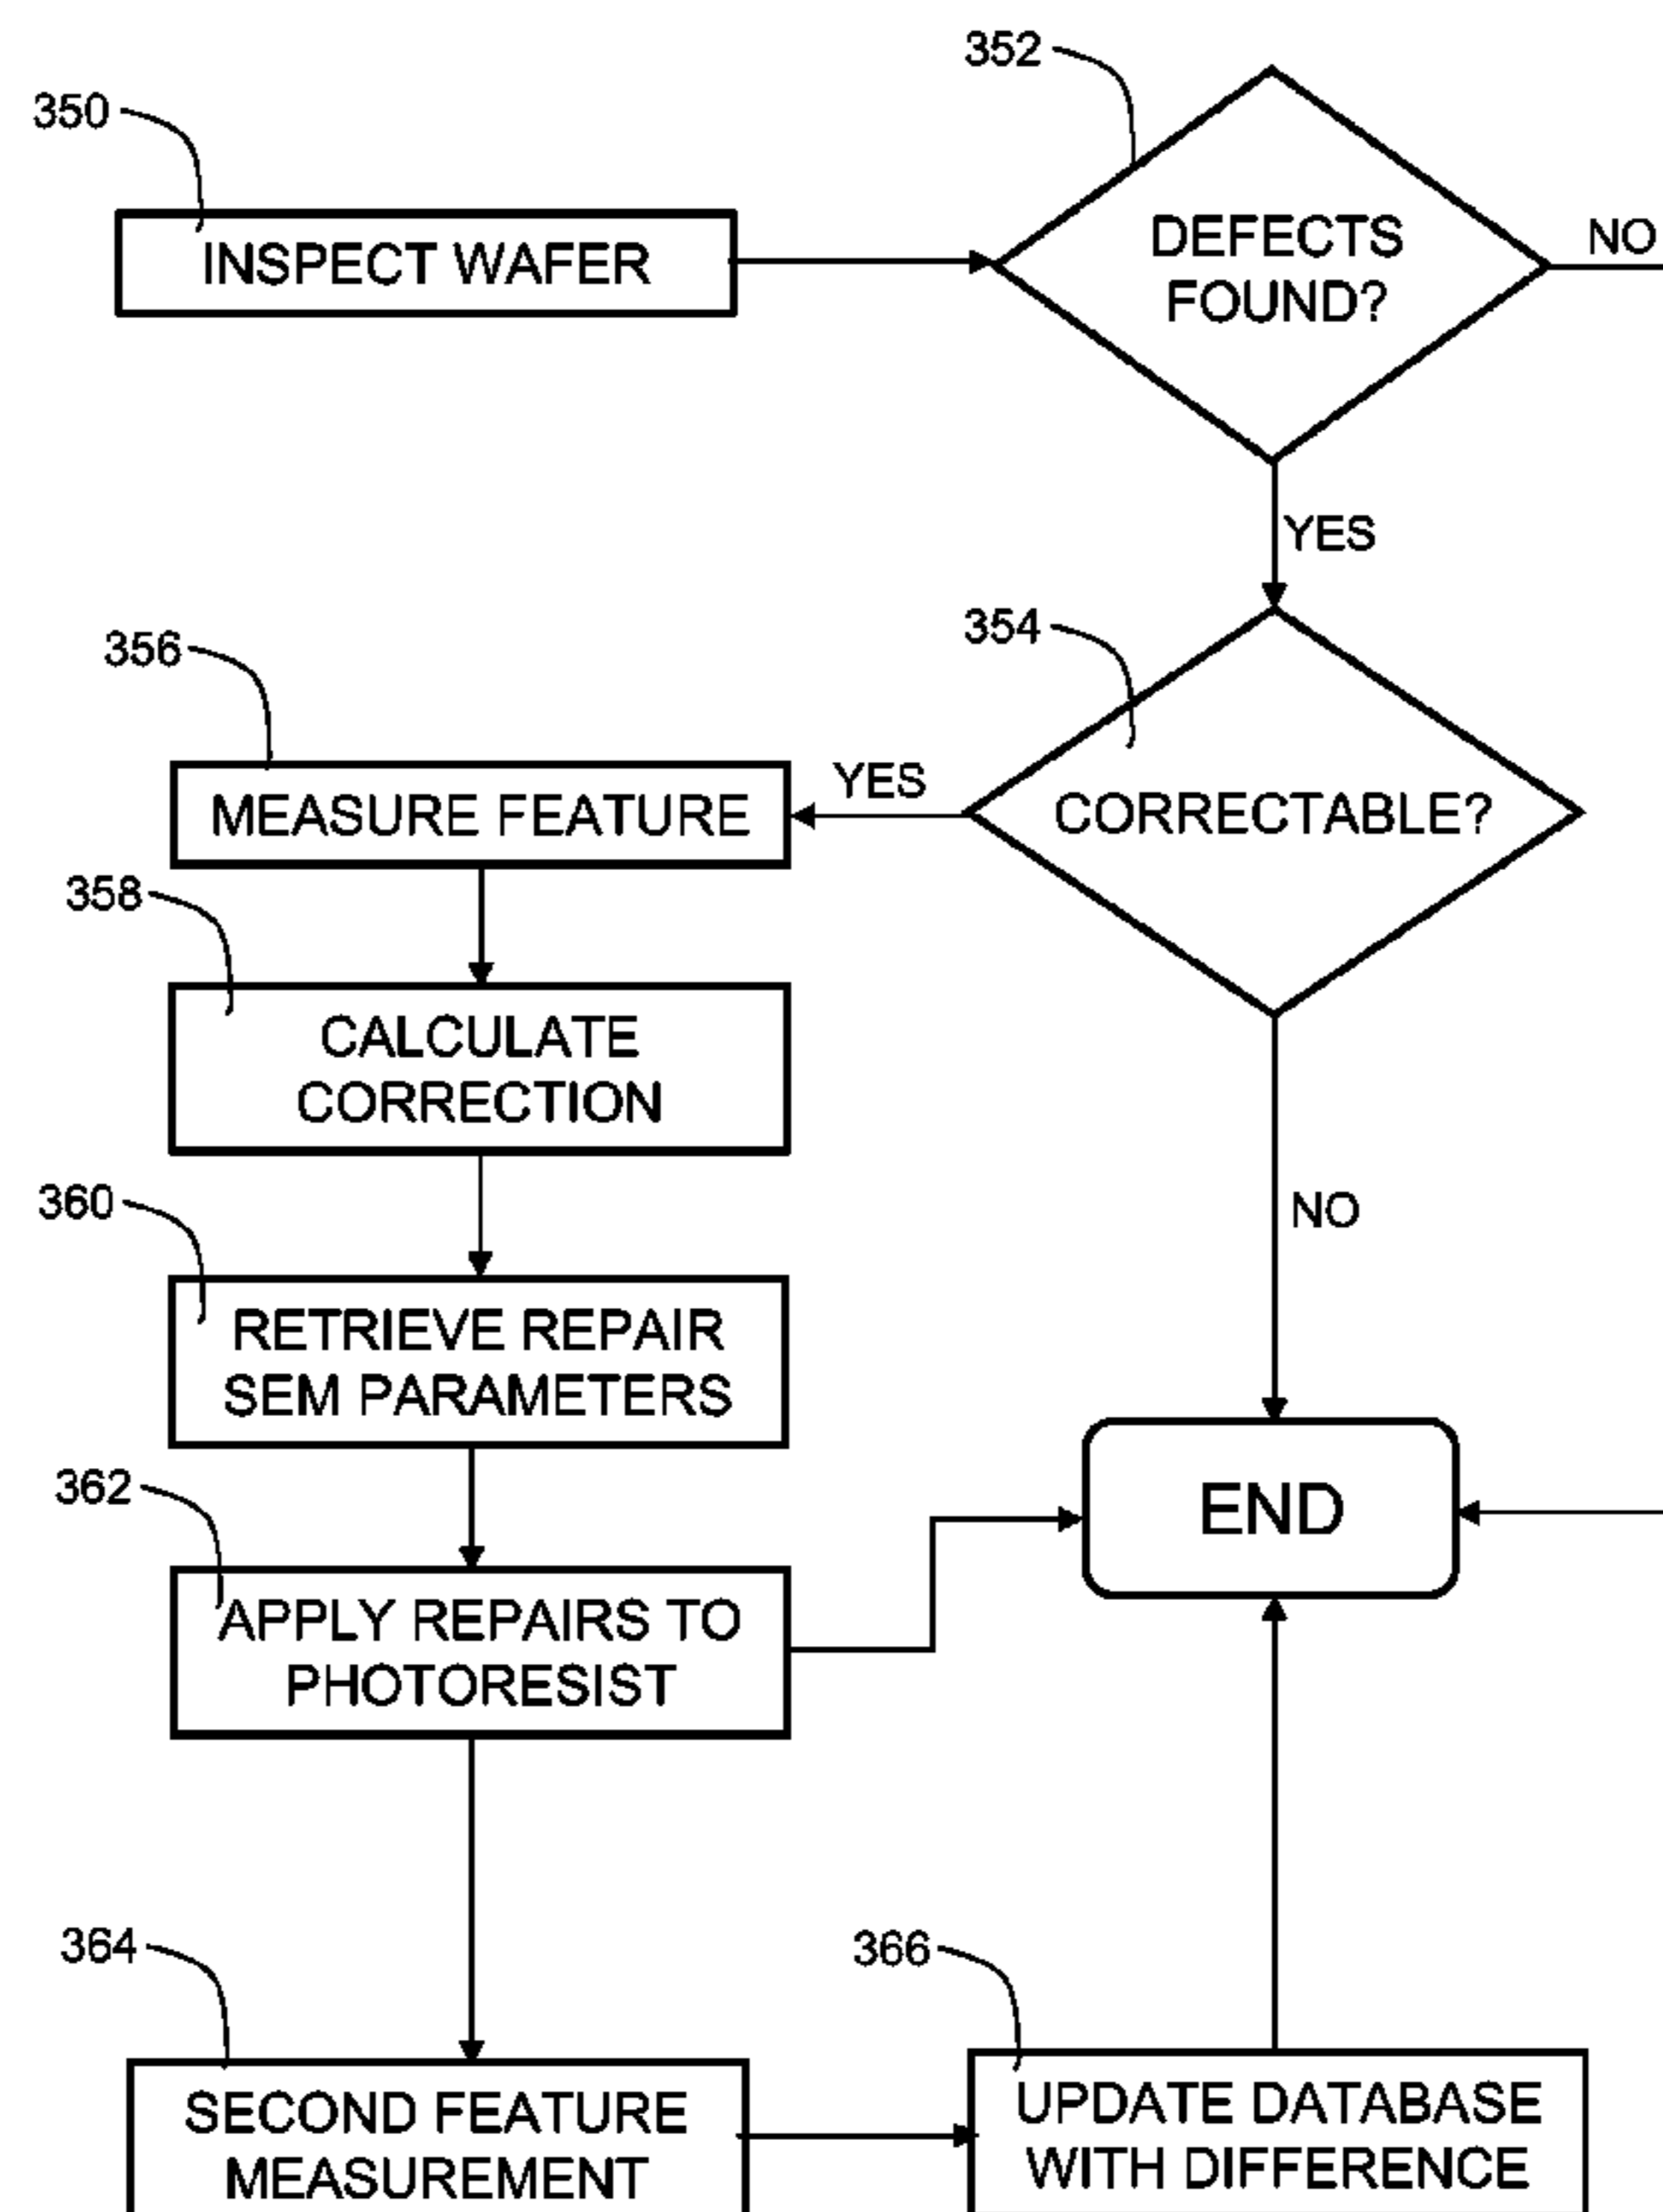 352
350
INSPECT WAFER
DEFECTS
FOUND?
NO
YES
354
356
MEASURE FEATURE
YES
CORRECTABLE?
358
CALCULATE
CORRECTION
360
NO
RETRIEVE REPAIR
SEM PARAMETERS
362
END
APPLY REPAIRS TO
PHOTORESIST
364
366
SECOND FEATURE
MEASUREMENT
UPDATE DATABASE
WITH DIFFERENCE